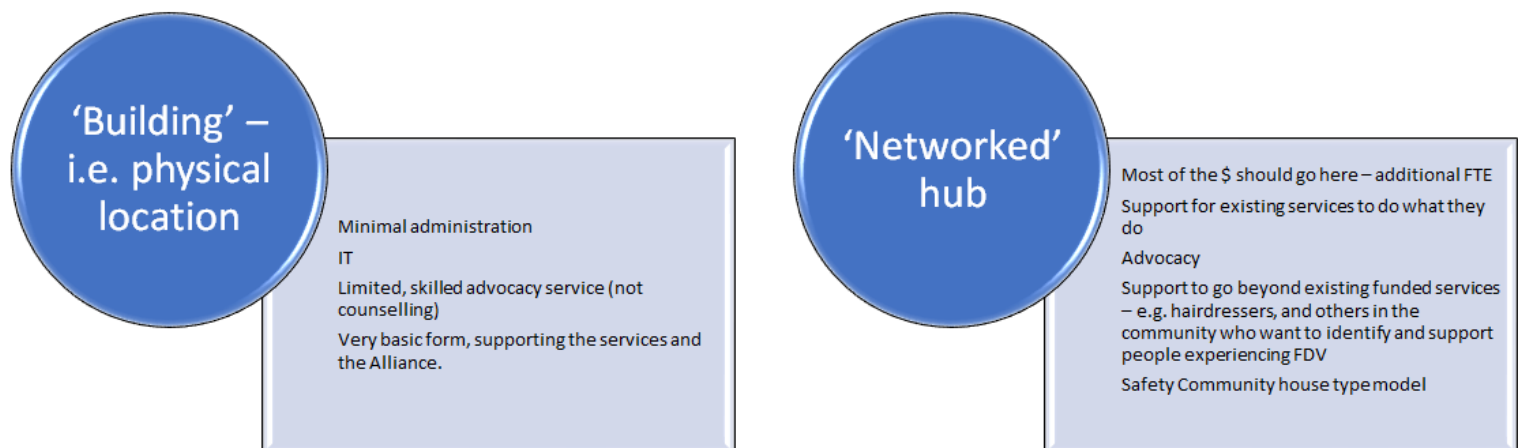 ‘Building’ –
i.e. physical
location
Minimal administration
IT
Limited, skilled advocacy service (not
counselling)
Very basic form, supporting the services and
the Alliance.
‘Networked’
hub
Most of the $ should go here – additional FTE
Support for existing services to do what they
do
Advocacy
Support to go beyond existing funded services
– e.g. hairdressers, and others in the
community who want to identify and support
people experiencing FDV
Safety Community house type model